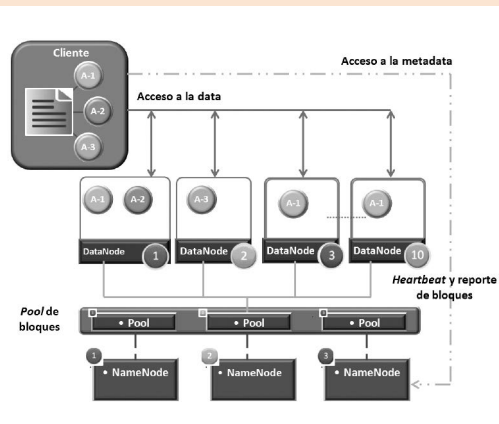 Cliente
A-1
A-2
A-3
Acceso a la metadata
Acceso a la data
A-1 A-2
A-3
A-1
A-1
DataNode 1
DataNode 2
DataNode 3
DataNode 10
Heartbeat y reporte
de bloques
Pool de
bloques
• Pool
• Pool
• Pool
1
• NameNode
2
• NameNode
3
• NameNode